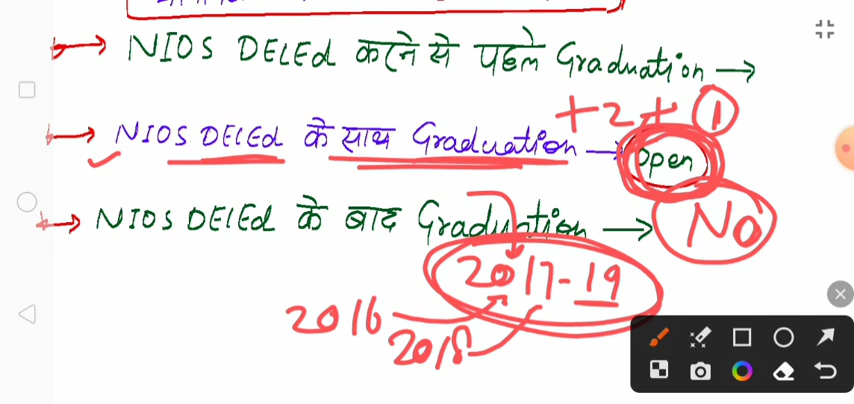 NIOS DELEd करने से पहले Graduation →
+2+ 1
NIOS DELEd के साथ Graduation → Open
NIOS DELEd के बाद Graduation → No
2017-19
2016
2018